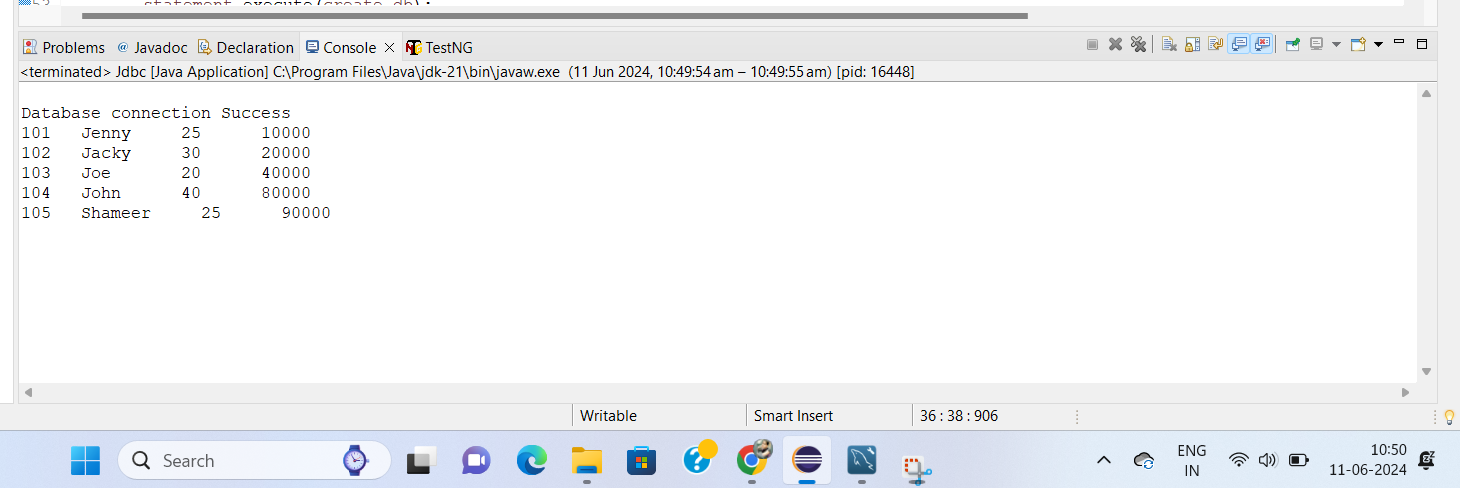 statement.execute(create_db);
Problems @ Javadoc Declaration Console TestNG
<terminated> Jdbc [Java Application] C:\Program Files\Java\jdk-21\bin\javaw.exe (11 Jun 2024, 10:49:54 am – 10:49:55 am) [pid: 16448]
Database connection Success
101 Jenny 25 10000
102 Jacky 30 20000
103 Joe 20 40000
104 John 40 80000
105 Shameer 25 90000
Writable Smart Insert 36 : 38 : 906
Search
ENG
IN
10:50
11-06-2024